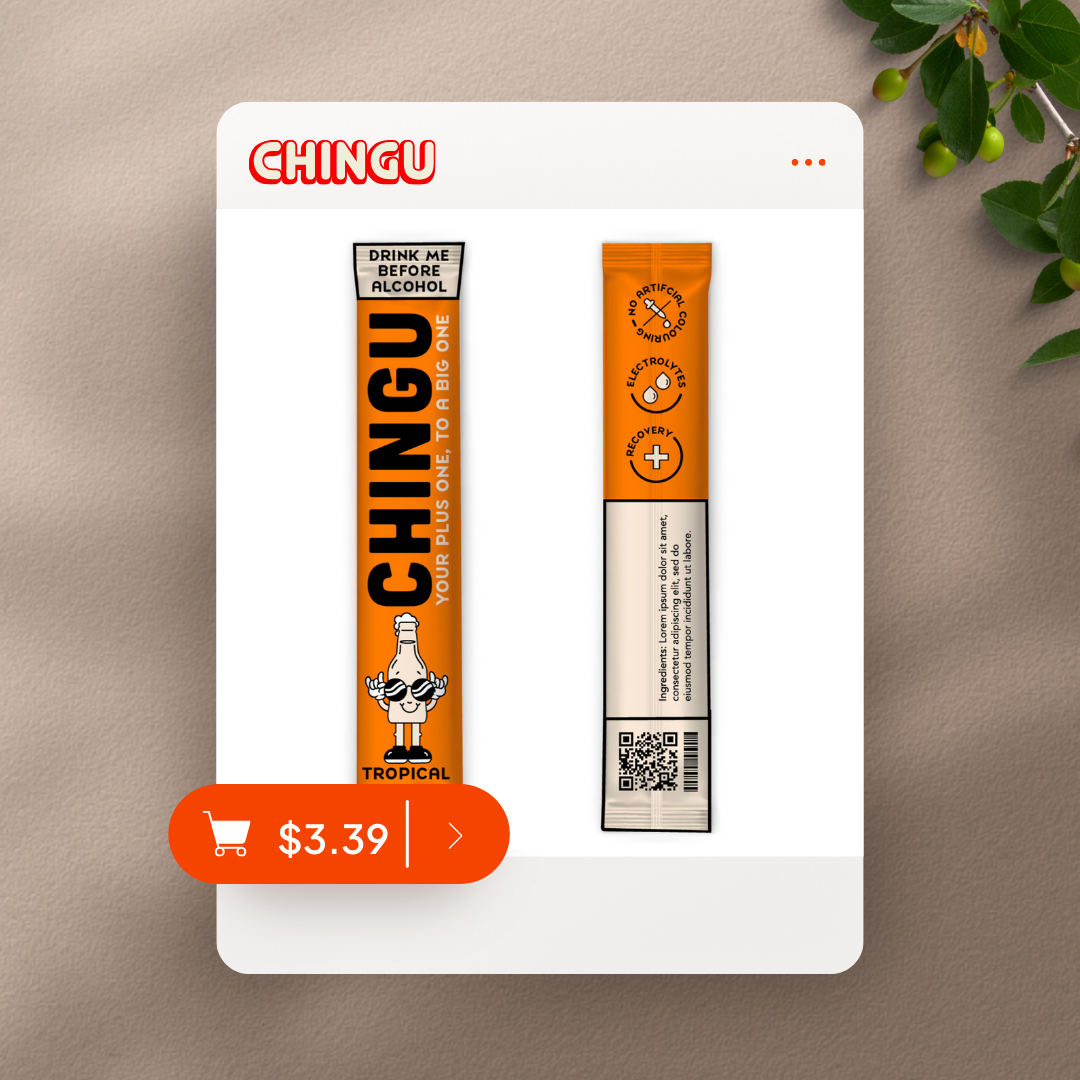 CHINGU
DRINK ME
BEFORE
ALCOHOL
CHINGU
YOUR PLUS ONE, TO A BIG ONE
TROPICAL
NO ARTIFCIAL COLOURING
ELECTROLYTES
RECOVERY
Ingredients: Lorem ipsum dolor sit amet,
consectetur adipiscing elit, sed do
eiusmod tempor incididunt ut labore.
$3.39